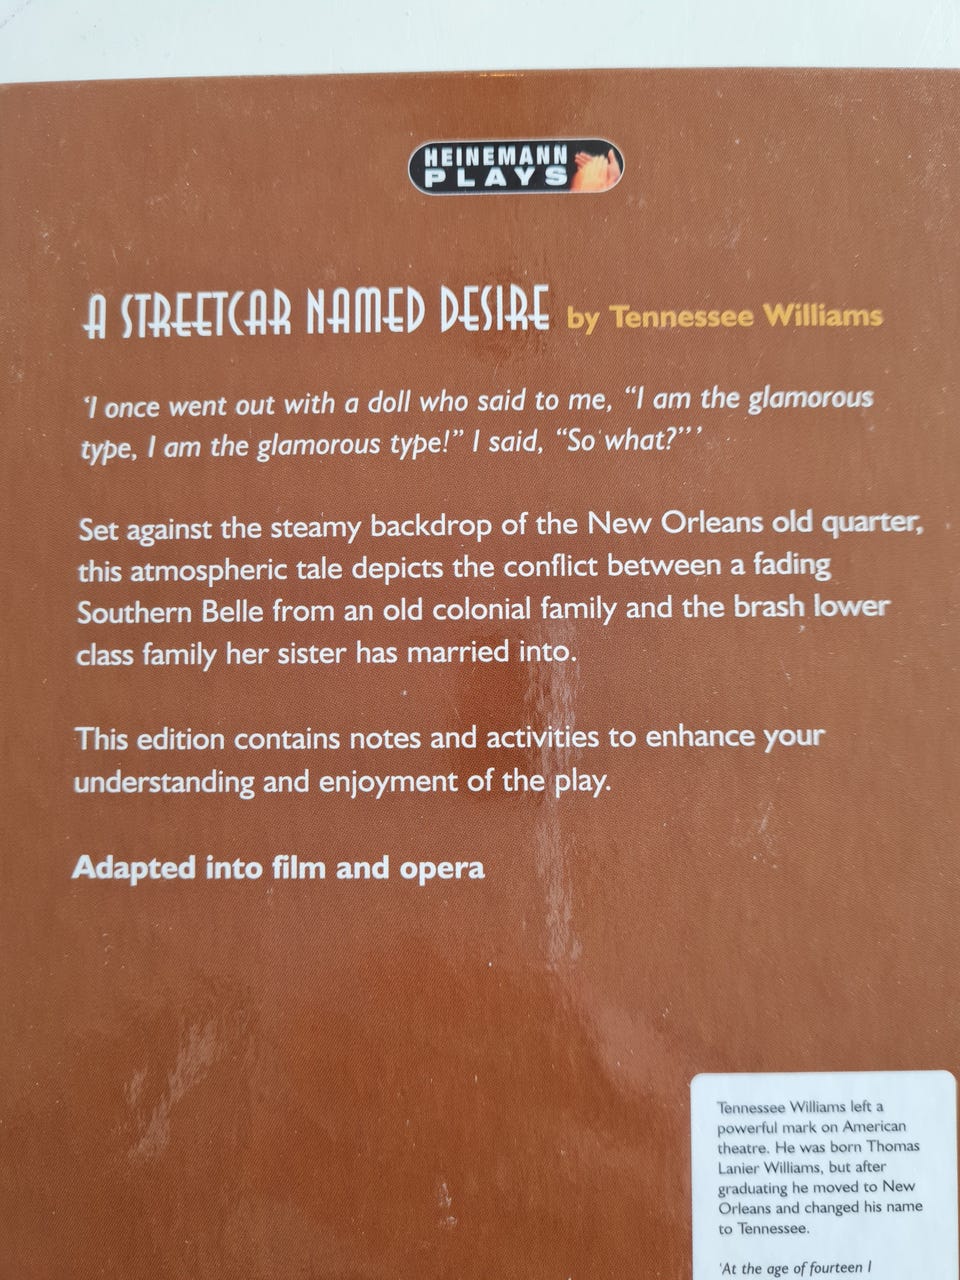 HEINEMANN
PLAYS
A STREETCAR NAMED DESIRE by Tennessee Williams
‘I once went out with a doll who said to me, “I am the glamorous
type, I am the glamorous type!” I said, “So what?”’
Set against the steamy backdrop of the New Orleans old quarter,
this atmospheric tale depicts the conflict between a fading
Southern Belle from an old colonial family and the brash lower
class family her sister has married into.
This edition contains notes and activities to enhance your
understanding and enjoyment of the play.
Adapted into film and opera
Tennessee Williams left a
powerful mark on American
theatre. He was born Thomas
Lanier Williams, but after
graduating he moved to New
Orleans and changed his name
to Tennessee.
‘At the age of fourteen I